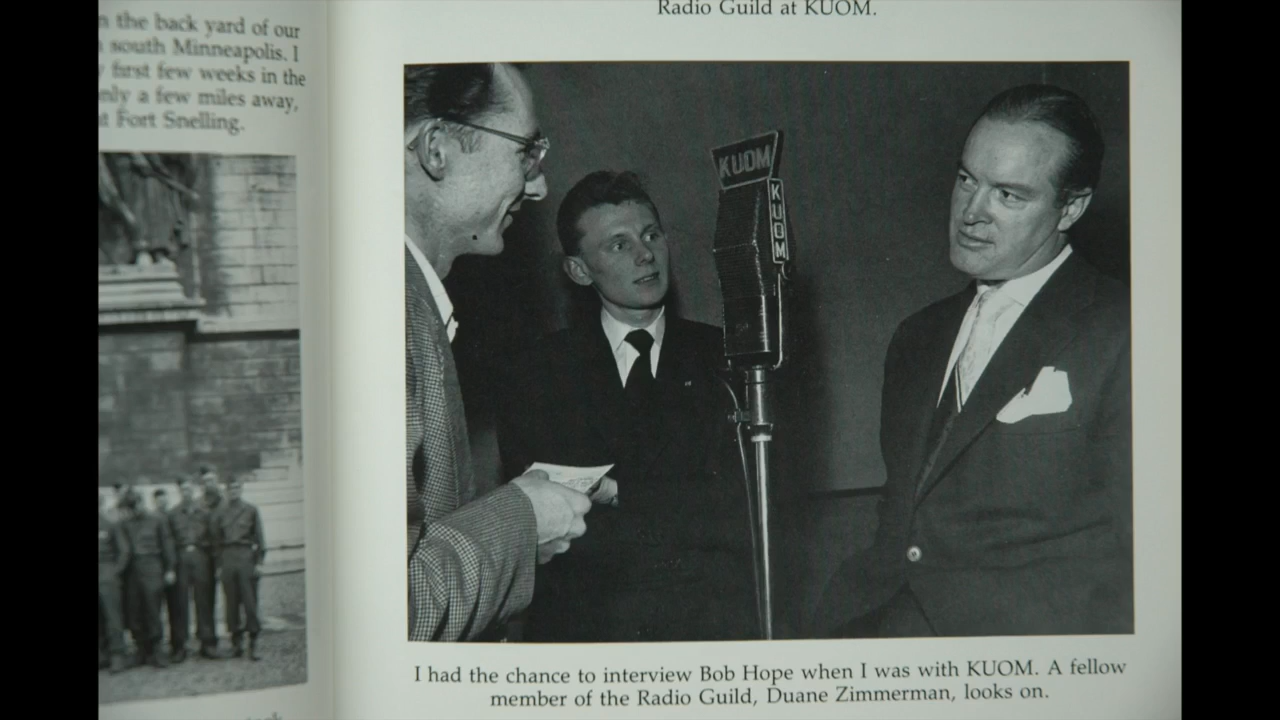 n the back yard of our
south Minneapolis. I
first few weeks in the
nly a few miles away,
t Fort Snelling.
Radio Guild at KUOM.
KUOM
KUOM
I had the chance to interview Bob Hope when I was with KUOM. A fellow
member of the Radio Guild, Duane Zimmerman, looks on.